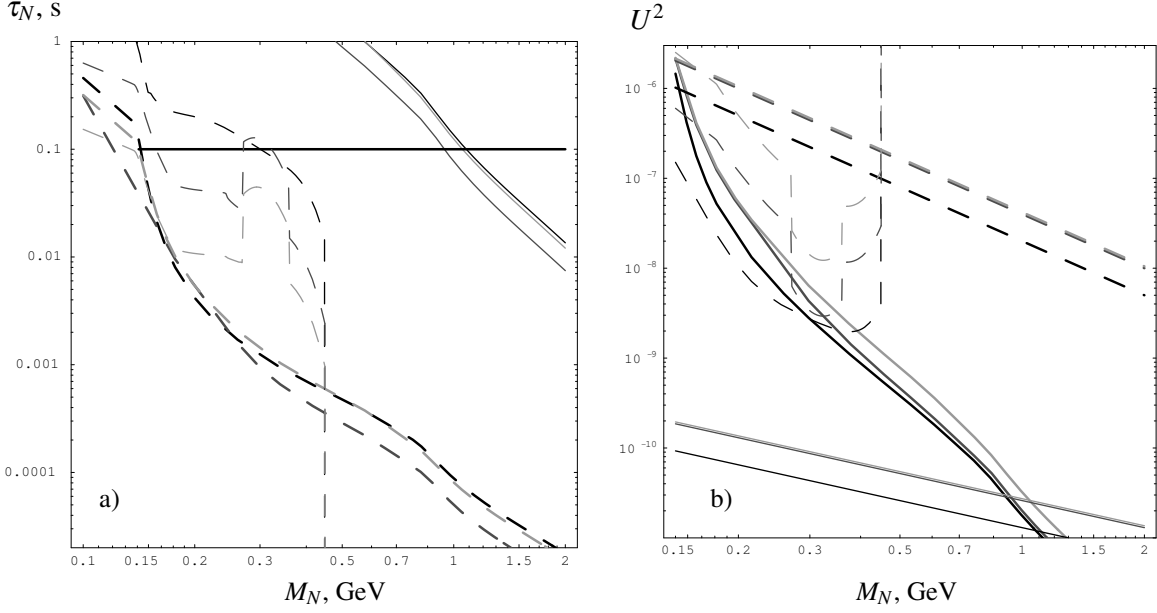 τ_N, s
1
0.1
0.01
0.001
0.0001
a)
0.1 0.15 0.2 0.3 0.5 0.7 1 1.5 2
M_N, GeV
U^2
10^-6
10^-7
10^-8
10^-9
10^-10
b)
0.15 0.2 0.3 0.5 0.7 1 1.5 2
M_N, GeV